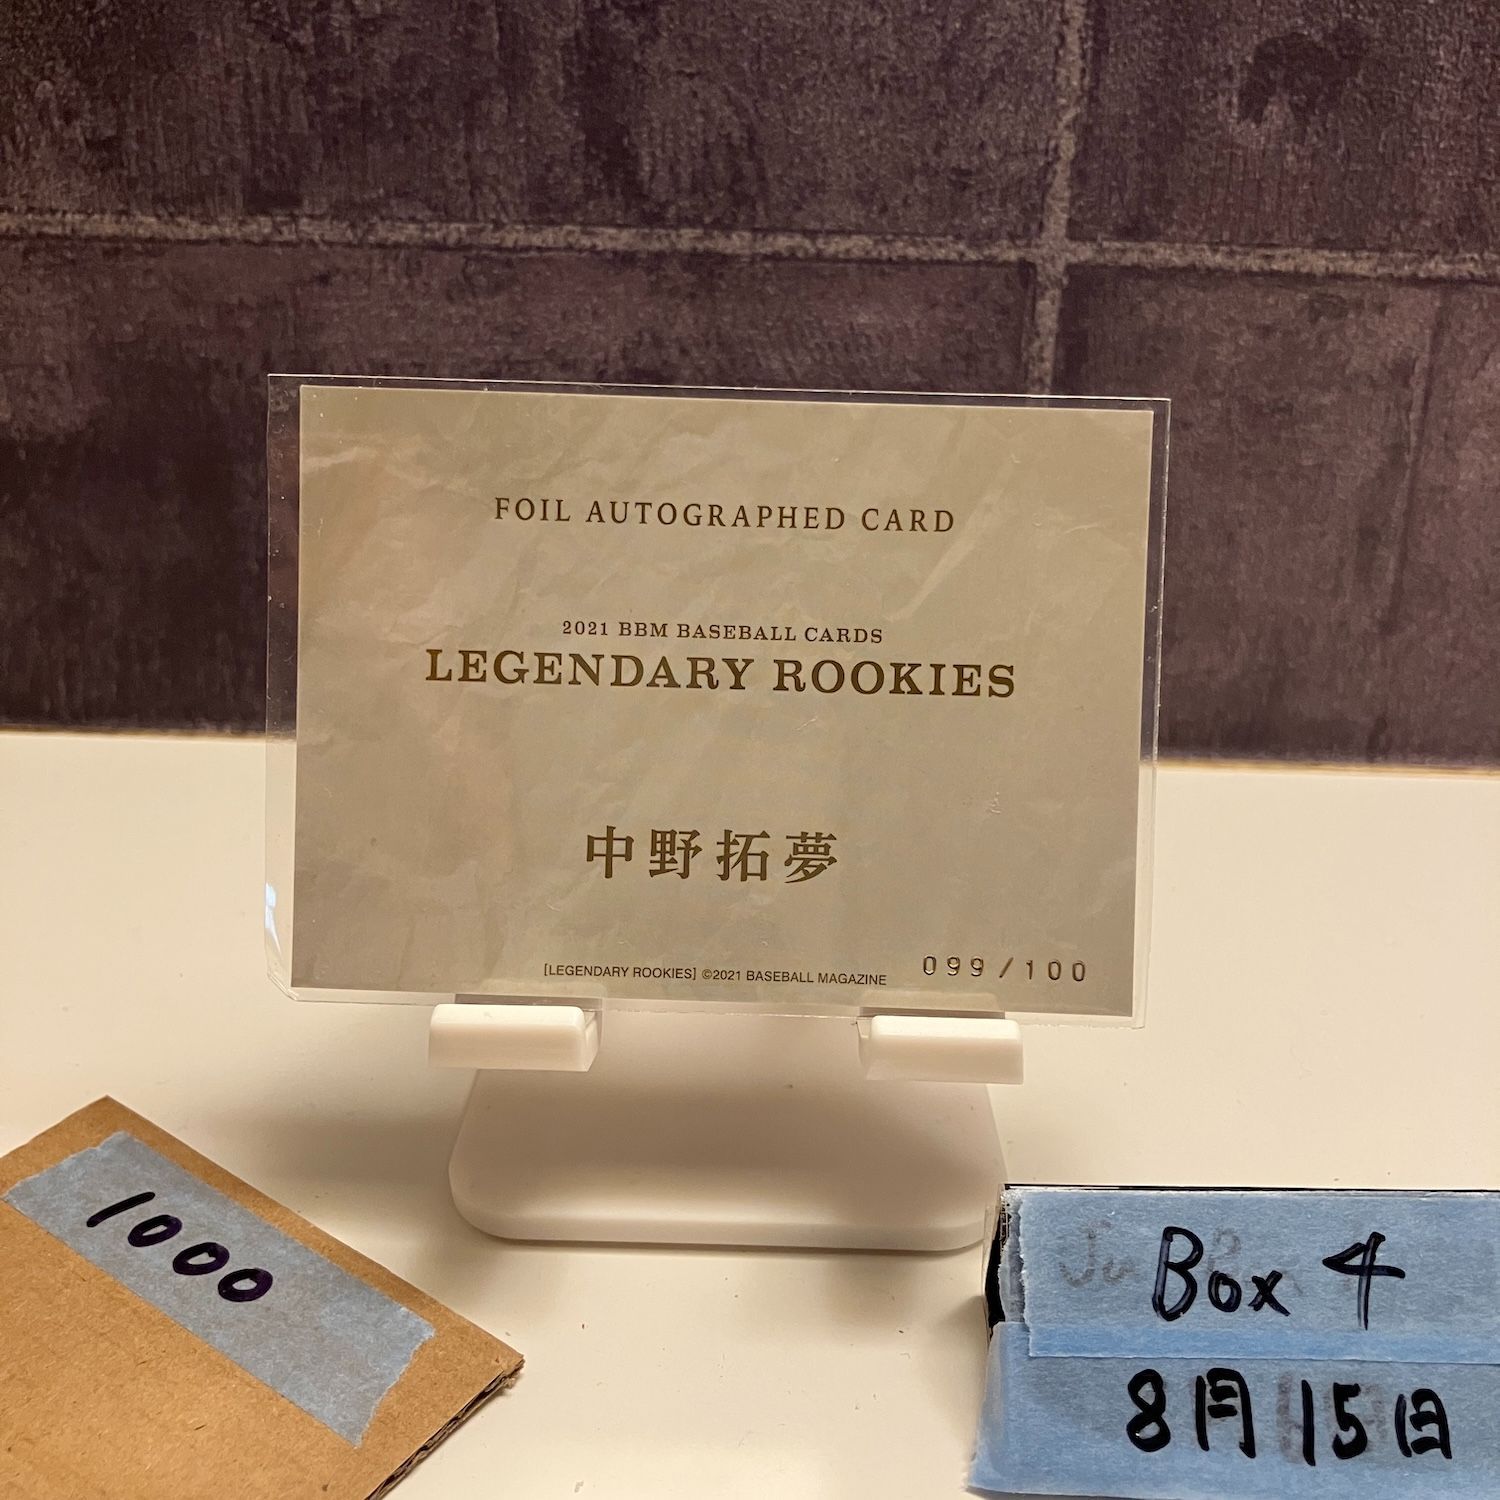 FOIL AUTOGRAPHED CARD
2021 BBM BASEBALL CARDS
LEGENDARY ROOKIES
中野拓夢
[LEGENDARY ROOKIES] ©2021 BASEBALL MAGAZINE
099/100
1000
Box 4
8月15日